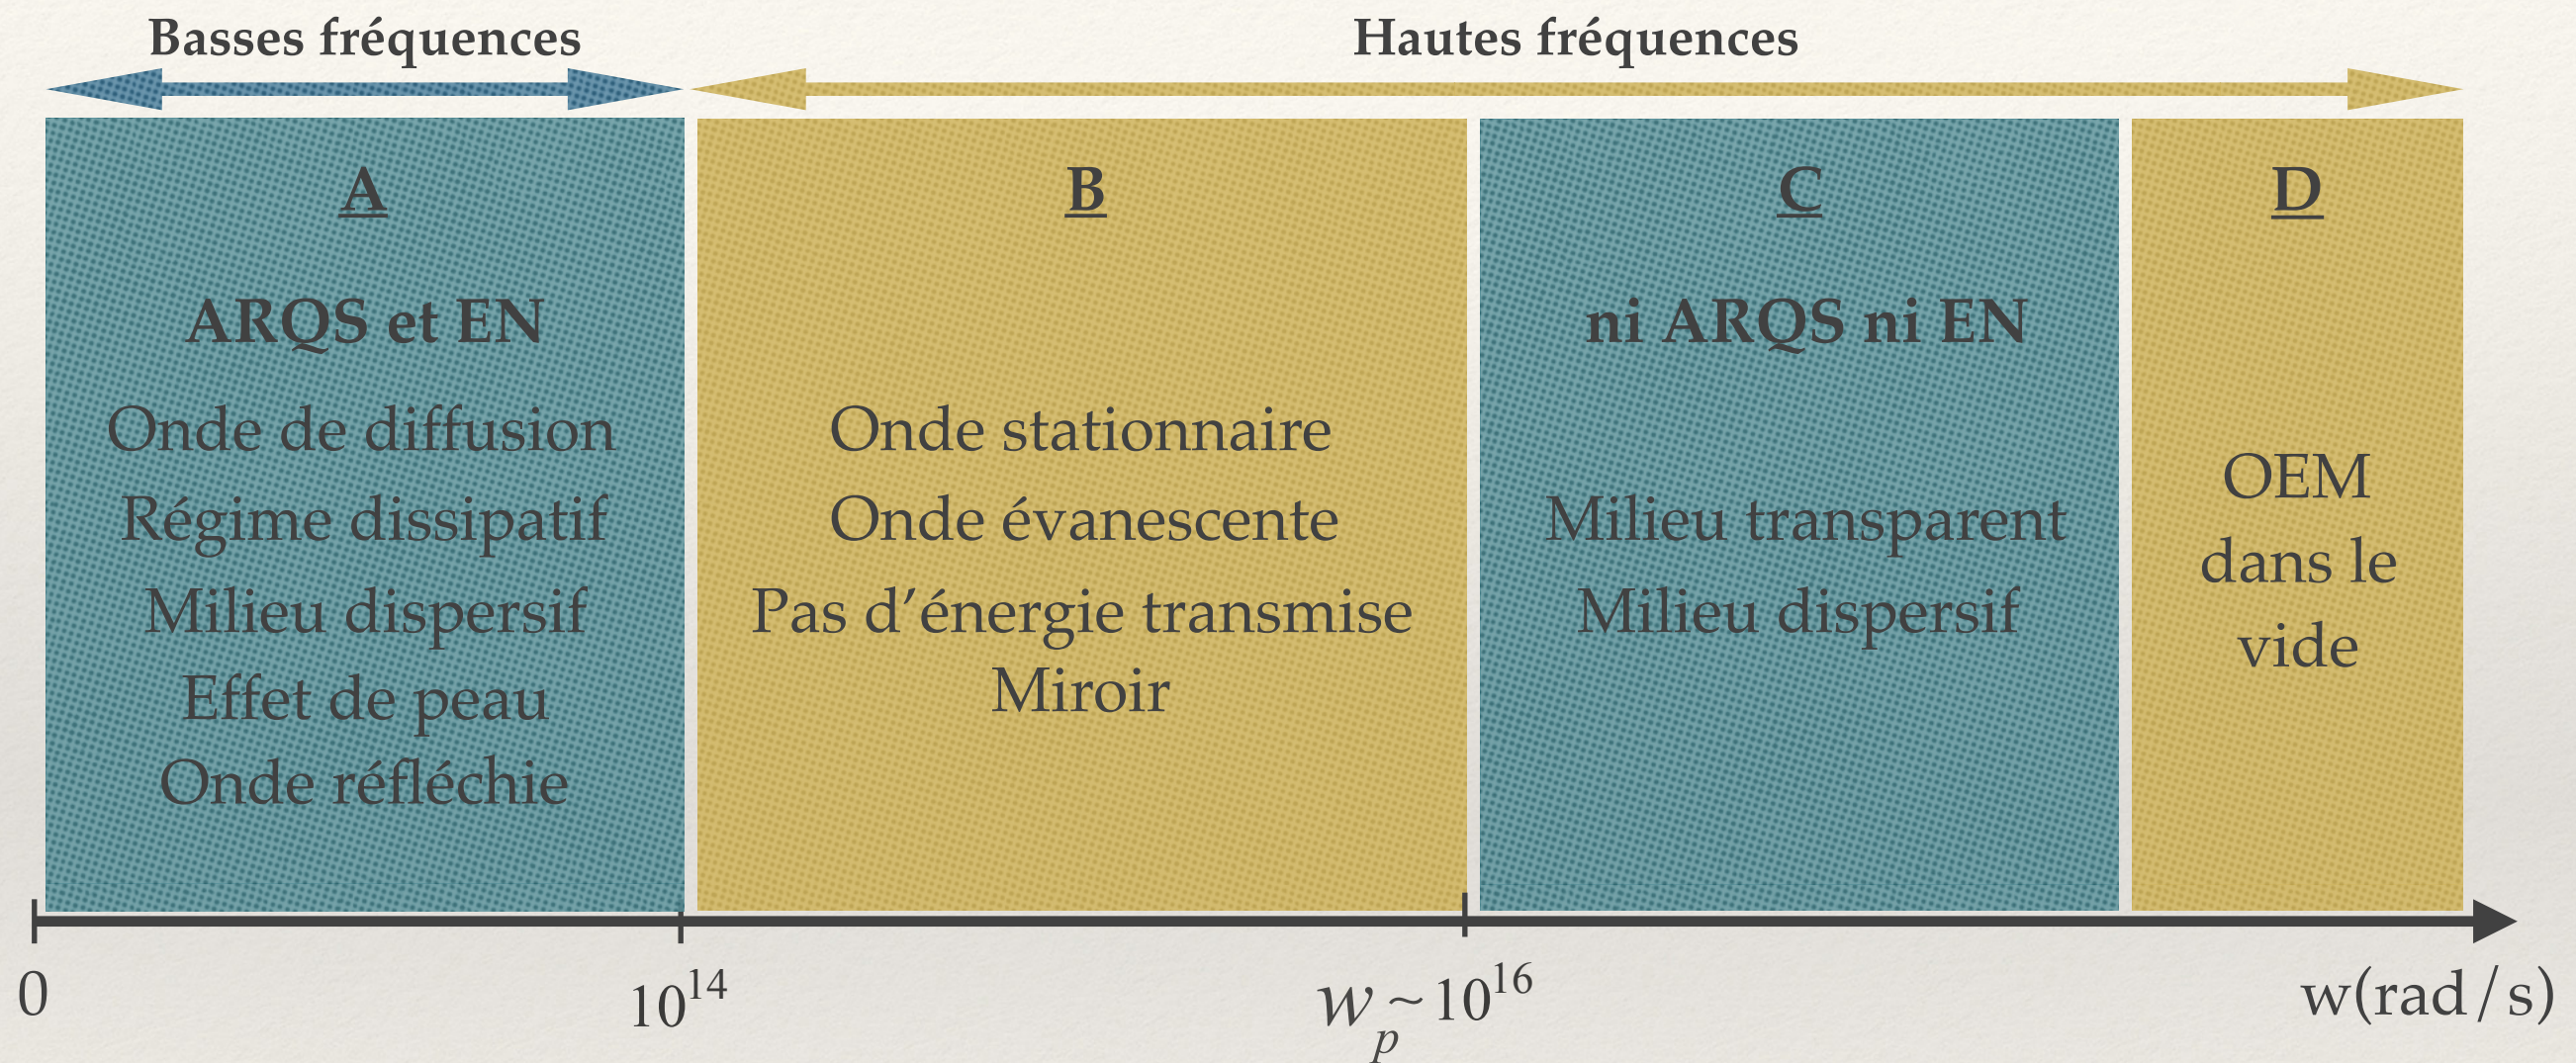 Basses fréquences
Hautes fréquences
A
ARQS et EN
Onde de diffusion
Régime dissipatif
Milieu dispersif
Effet de peau
Onde réfléchie
B
Onde stationnaire
Onde évanescente
Pas d’énergie transmise
Miroir
C
ni ARQS ni EN
Milieu transparent
Milieu dispersif
D
OEM
dans le
vide
0
10^14
w_p~10^16
w(rad/s)